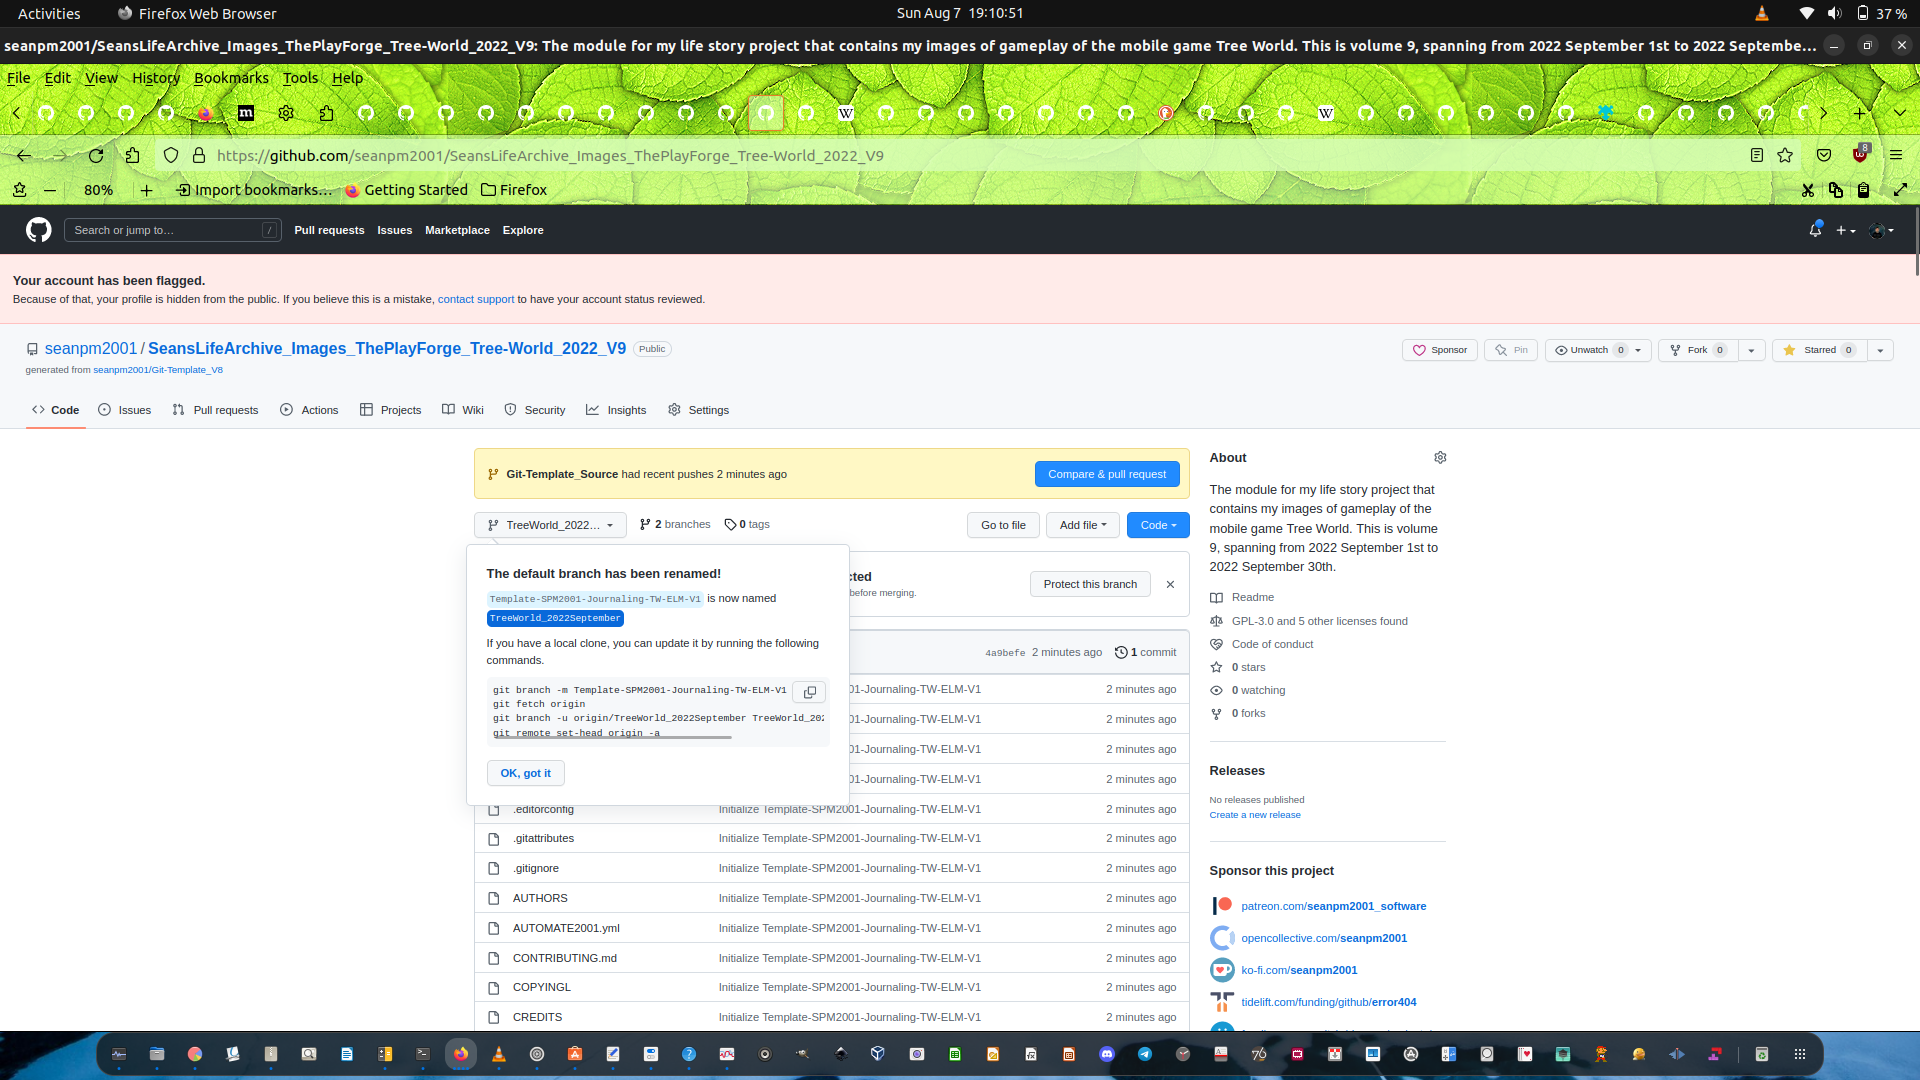 Activities
Firefox Web Browser
Sun Aug 7 19:10:51
37 %
seanpm2001/SeansLifeArchive_Images_ThePlayForge_Tree-World_2022_V9: The module for my life story project that contains my images of gameplay of the mobile game Tree World. This is volume 9, spanning from 2022 September 1st to 2022 Septembe…
File Edit View History Bookmarks Tools Help
https://github.com/seanpm2001/SeansLifeArchive_Images_ThePlayForge_Tree-World_2022_V9
8
80%
Import bookmarks…
Getting Started
Firefox
Search or jump to…
/
Pull requests
Issues
Marketplace
Explore
Your account has been flagged.
Because of that, your profile is hidden from the public. If you believe this is a mistake, contact support to have your account status reviewed.
seanpm2001 / SeansLifeArchive_Images_ThePlayForge_Tree-World_2022_V9
Public
Sponsor
Pin
Unwatch 0
Fork 0
Starred 0
generated from seanpm2001/Git-Template_V8
Code
Issues
Pull requests
Actions
Projects
Wiki
Security
Insights
Settings
Git-Template_Source had recent pushes 2 minutes ago
Compare & pull request
TreeWorld_2022…
2 branches
0 tags
Go to file
Add file
Code
The default branch has been renamed!
Template-SPM2001-Journaling-TW-ELM-V1 is now named
TreeWorld_2022September
If you have a local clone, you can update it by running the following
commands.
git branch -m Template-SPM2001-Journaling-TW-ELM-V1
git fetch origin
git branch -u origin/TreeWorld_2022September TreeWorld_202
git remote set-head origin -a
OK, got it
cted
before merging.
Protect this branch
4a9befe 2 minutes ago
1 commit
01-Journaling-TW-ELM-V1 2 minutes ago
01-Journaling-TW-ELM-V1 2 minutes ago
01-Journaling-TW-ELM-V1 2 minutes ago
01-Journaling-TW-ELM-V1 2 minutes ago
.editorconfig Initialize Template-SPM2001-Journaling-TW-ELM-V1 2 minutes ago
.gitattributes Initialize Template-SPM2001-Journaling-TW-ELM-V1 2 minutes ago
.gitignore Initialize Template-SPM2001-Journaling-TW-ELM-V1 2 minutes ago
AUTHORS Initialize Template-SPM2001-Journaling-TW-ELM-V1 2 minutes ago
AUTOMATE2001.yml Initialize Template-SPM2001-Journaling-TW-ELM-V1 2 minutes ago
CONTRIBUTING.md Initialize Template-SPM2001-Journaling-TW-ELM-V1 2 minutes ago
COPYINGL Initialize Template-SPM2001-Journaling-TW-ELM-V1 2 minutes ago
CREDITS Initialize Template-SPM2001-Journaling-TW-ELM-V1 2 minutes ago
About
The module for my life story project that
contains my images of gameplay of the
mobile game Tree World. This is volume
9, spanning from 2022 September 1st to
2022 September 30th.
Readme
GPL-3.0 and 5 other licenses found
Code of conduct
0 stars
0 watching
0 forks
Releases
No releases published
Create a new release
Sponsor this project
patreon.com/seanpm2001_software
opencollective.com/seanpm2001
ko-fi.com/seanpm2001
tidelift.com/funding/github/error404